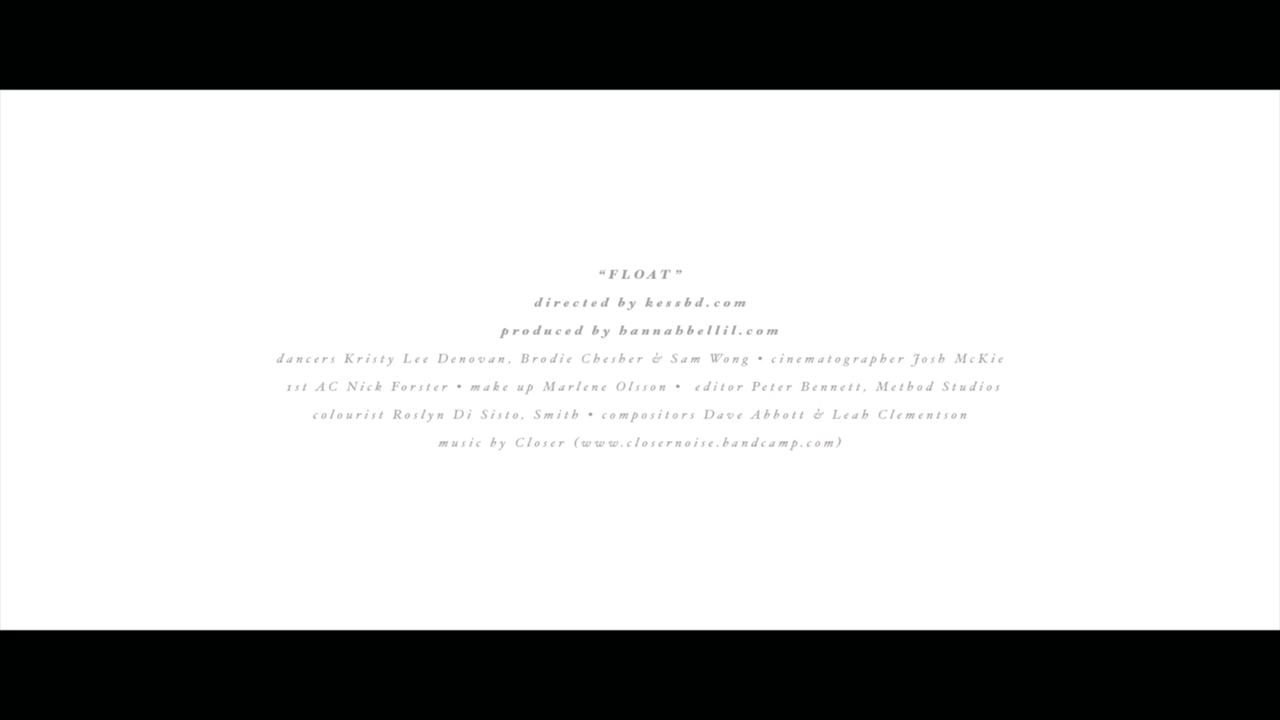 “FLOAT”
directed by kessbd.com
produced by hannahbellil.com
dancers Kristy Lee Denovan, Brodie Chesher & Sam Wong • cinematographer Josh McKie
1st AC Nick Forster • make up Marlene Olsson • editor Peter Bennett, Method Studios
colourist Roslyn Di Sisto, Smith • compositors Dave Abbott & Leah Clementson
music by Closer (www.closernoise.bandcamp.com)